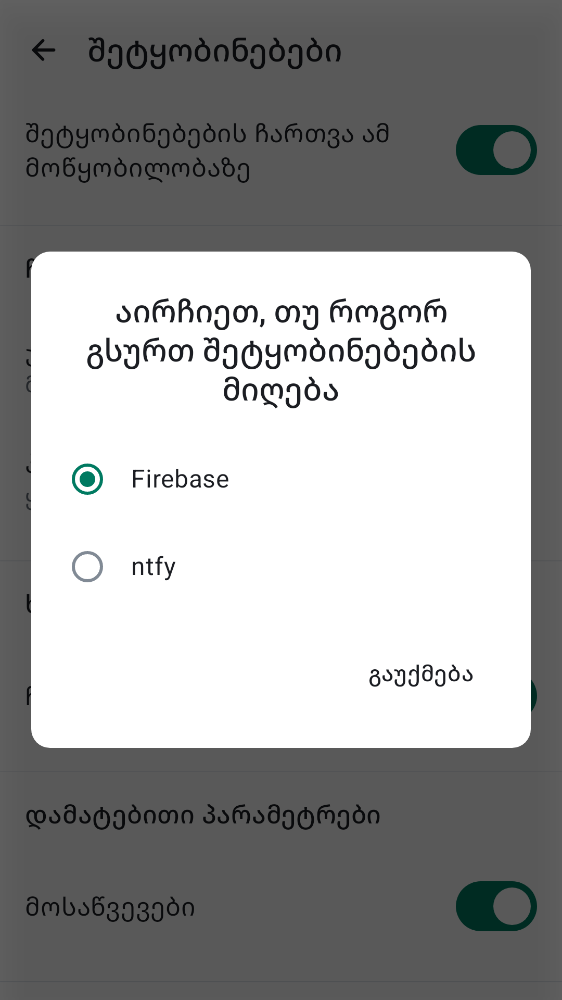 შეტყობინებები
შეტყობინებების ჩართვა ამ
მოწყობილობაზე
აირჩიეთ, თუ როგორ
გსურთ შეტყობინებების
მიღება
Firebase
ntfy
გაუქმება
დამატებითი პარამეტრები
მოსაწვევები